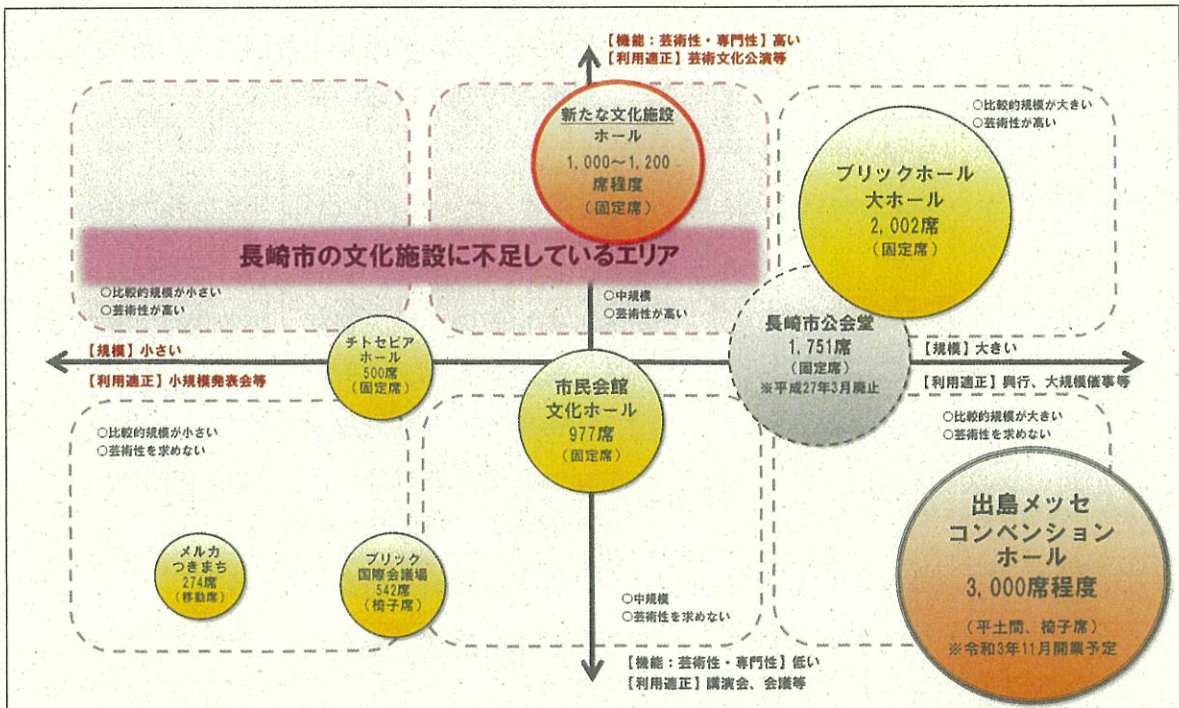 【機能：芸術性・専門性】高い
【利用適正】芸術文化公演等
新たな文化施設
ホール
1,000～1,200
席程度
（固定席）
○比較的規模が大きい
○芸術性が高い
ブリックホール
大ホール
2,002席
（固定席）
長崎市の文化施設に不足しているエリア
○比較的規模が小さい
○芸術性が高い
○中規模
○芸術性が高い
長崎市公会堂
1,751席
（固定席）
※平成27年3月廃止
【規模】小さい
【利用適正】小規模発表会等
チトセピア
ホール
500席
（固定席）
【規模】大きい
【利用適正】興行、大規模催事等
市民会館
文化ホール
977席
（固定席）
○比較的規模が小さい
○芸術性を求めない
○比較的規模が大きい
○芸術性を求めない
メルカ
つきまち
274席
（移動席）
ブリック
国際会議場
542席
（椅子席）
○中規模
○芸術性を求めない
出島メッセ
コンベンション
ホール
3,000席程度
（平土間、椅子席）
※令和3年11月開業予定
【機能：芸術性・専門性】低い
【利用適正】講演会、会議等